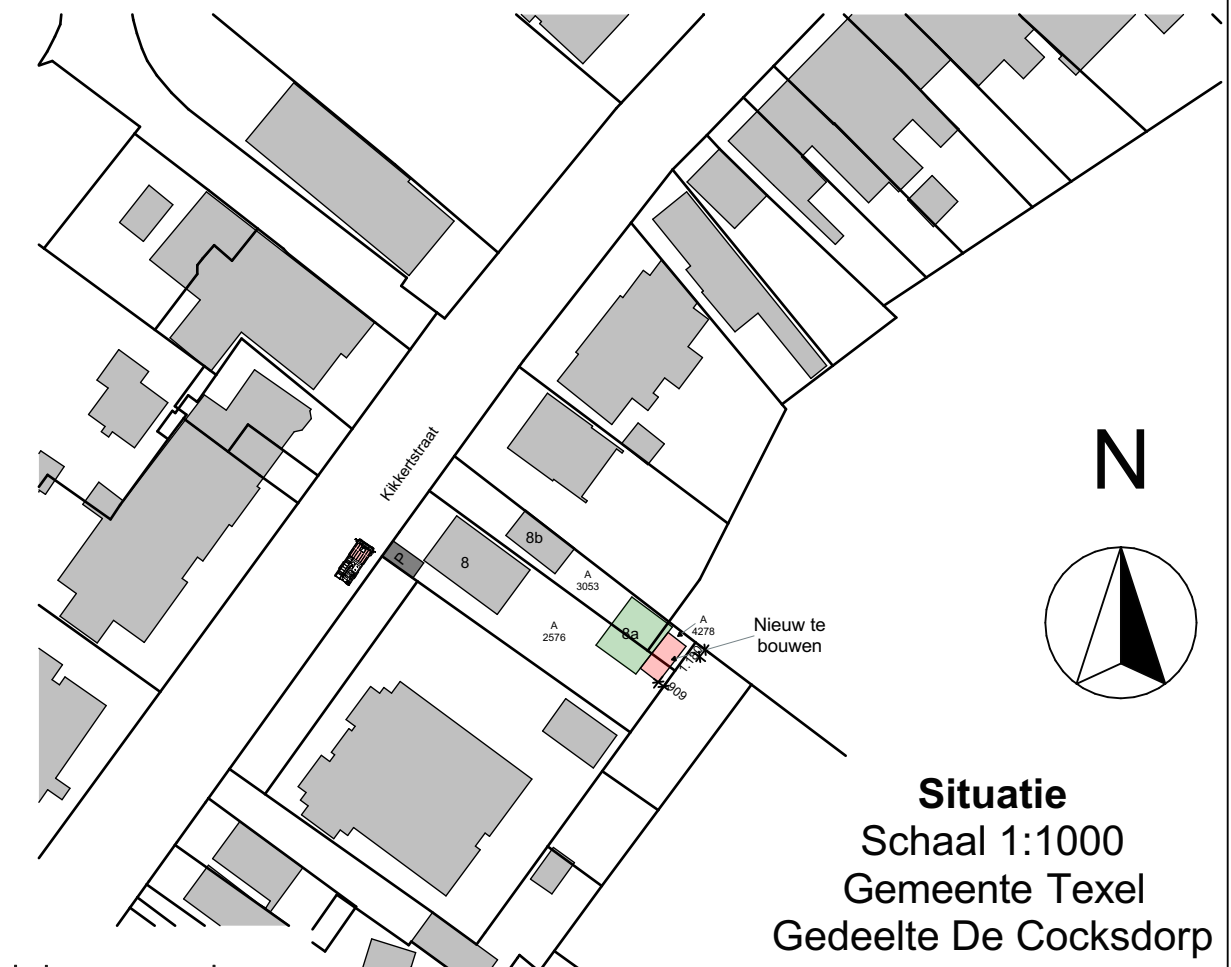 Kikkertstraat
N
P
8
8b
A
3053
A
2576
8a
A
4278
Nieuw te
bouwen
909
Situatie
Schaal 1:1000
Gemeente Texel
Gedeelte De Cocksdorp